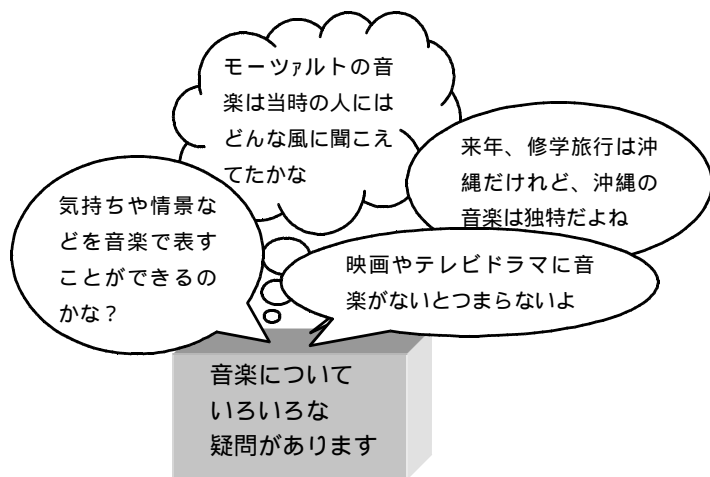 モーツァルトの音
楽は当時の人には
どんな風に聞こえ
てたかな
来年、修学旅行は沖
縄だけれど、沖縄の
音楽は独特だよね
気持ちや情景な
どを音楽で表す
ことができるの
かな？
映画やテレビドラマに音
楽がないとつまらないよ
音楽について
いろいろな
疑問があります